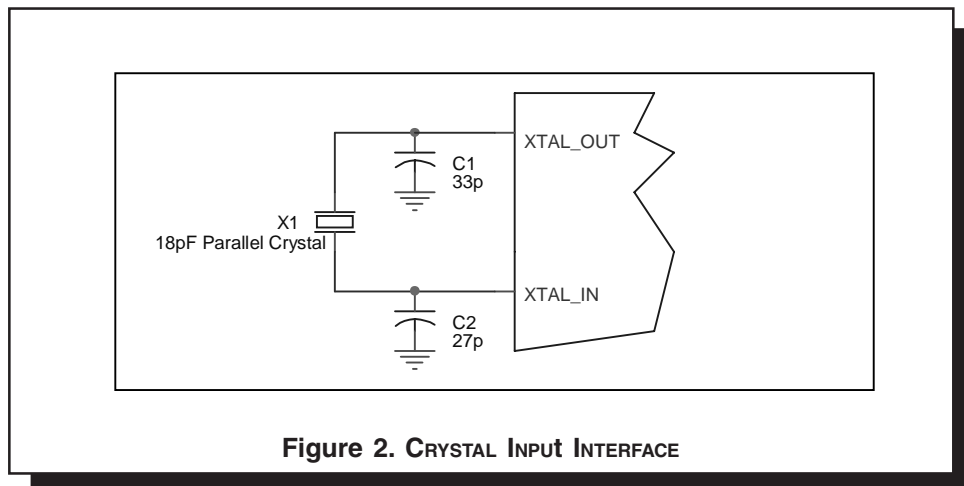 XTAL_OUT
C1
33p
X1
18pF Parallel Crystal
XTAL_IN
C2
27p
Figure 2. CRYSTAL INPUt INTERFACE